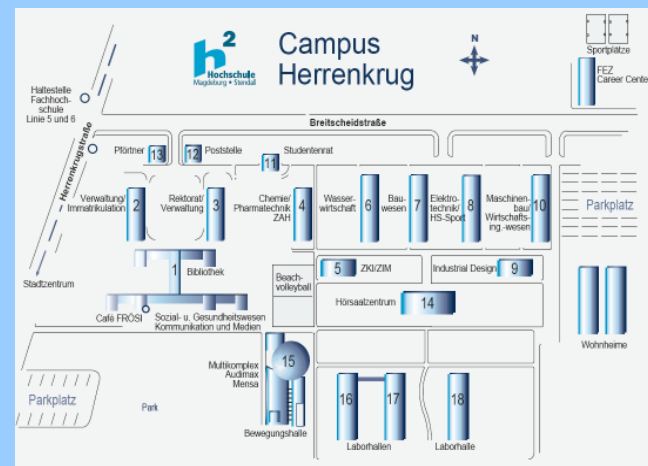 h2
Hochschule
Magdeburg • Stendal
Campus
Herrenkrug
N
Sportplätze
FEZ
Career Center
Haltestelle
Fachhoch-
schule
Linie 5 und 6
Herrenkrugstraße
Breitscheidstraße
Pförtner
13
12
Poststelle
11
Studentenrat
Verwaltung/
Immatrikulation
2
Rektorat/
Verwaltung
3
Chemie/
Pharmatechnik
ZAH
4
Wasser-
wirtschaft
6
Bau-
wesen
7
Elektro-
technik/
HS-Sport
8
Maschinen-
bau/
Wirtschafts-
ing.-wesen
10
Parkplatz
Stadtzentrum
1
Bibliothek
Beach-
volleyball
5
ZKI/ZIM
Industrial Design
9
Hörsaalzentrum
14
Café FRÖSI
Sozial- u. Gesundheitswesen
Kommunikation und Medien
Wohnheime
Multikomplex
Audimax
Mensa
15
Parkplatz
Park
Bewegungshalle
16
17
18
Laborhallen
Laborhalle